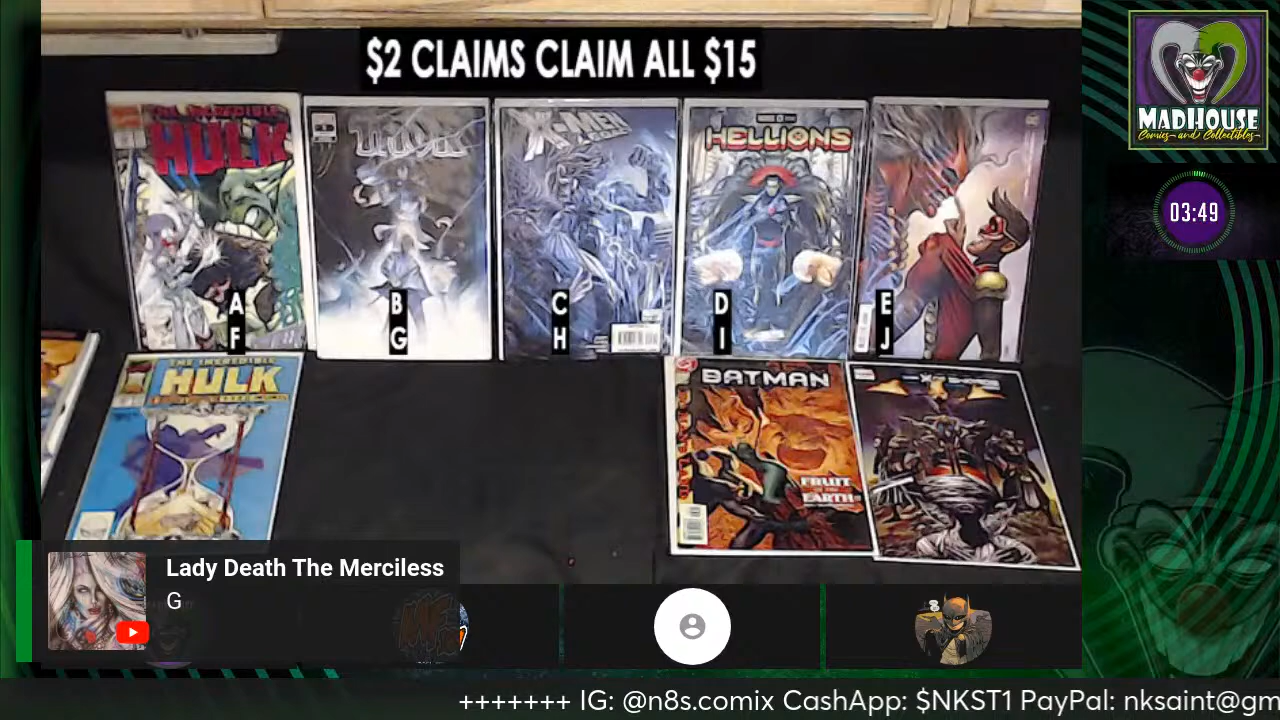 $2 CLAIMS CLAIM ALL $15
MADHOUSE
Comics and Collectibles
03:49
THE INCREDIBLE
HULK
X-MEN
HELLIONS
A
F
B
G
C
H
D
I
E
J
THE INCREDIBLE
HULK
BATMAN
FRUIT
OF THE
EARTH
Lady Death The Merciless
G
+++++++ IG: @n8s.comix CashApp: $NKST1 PayPal: nksaint@gm